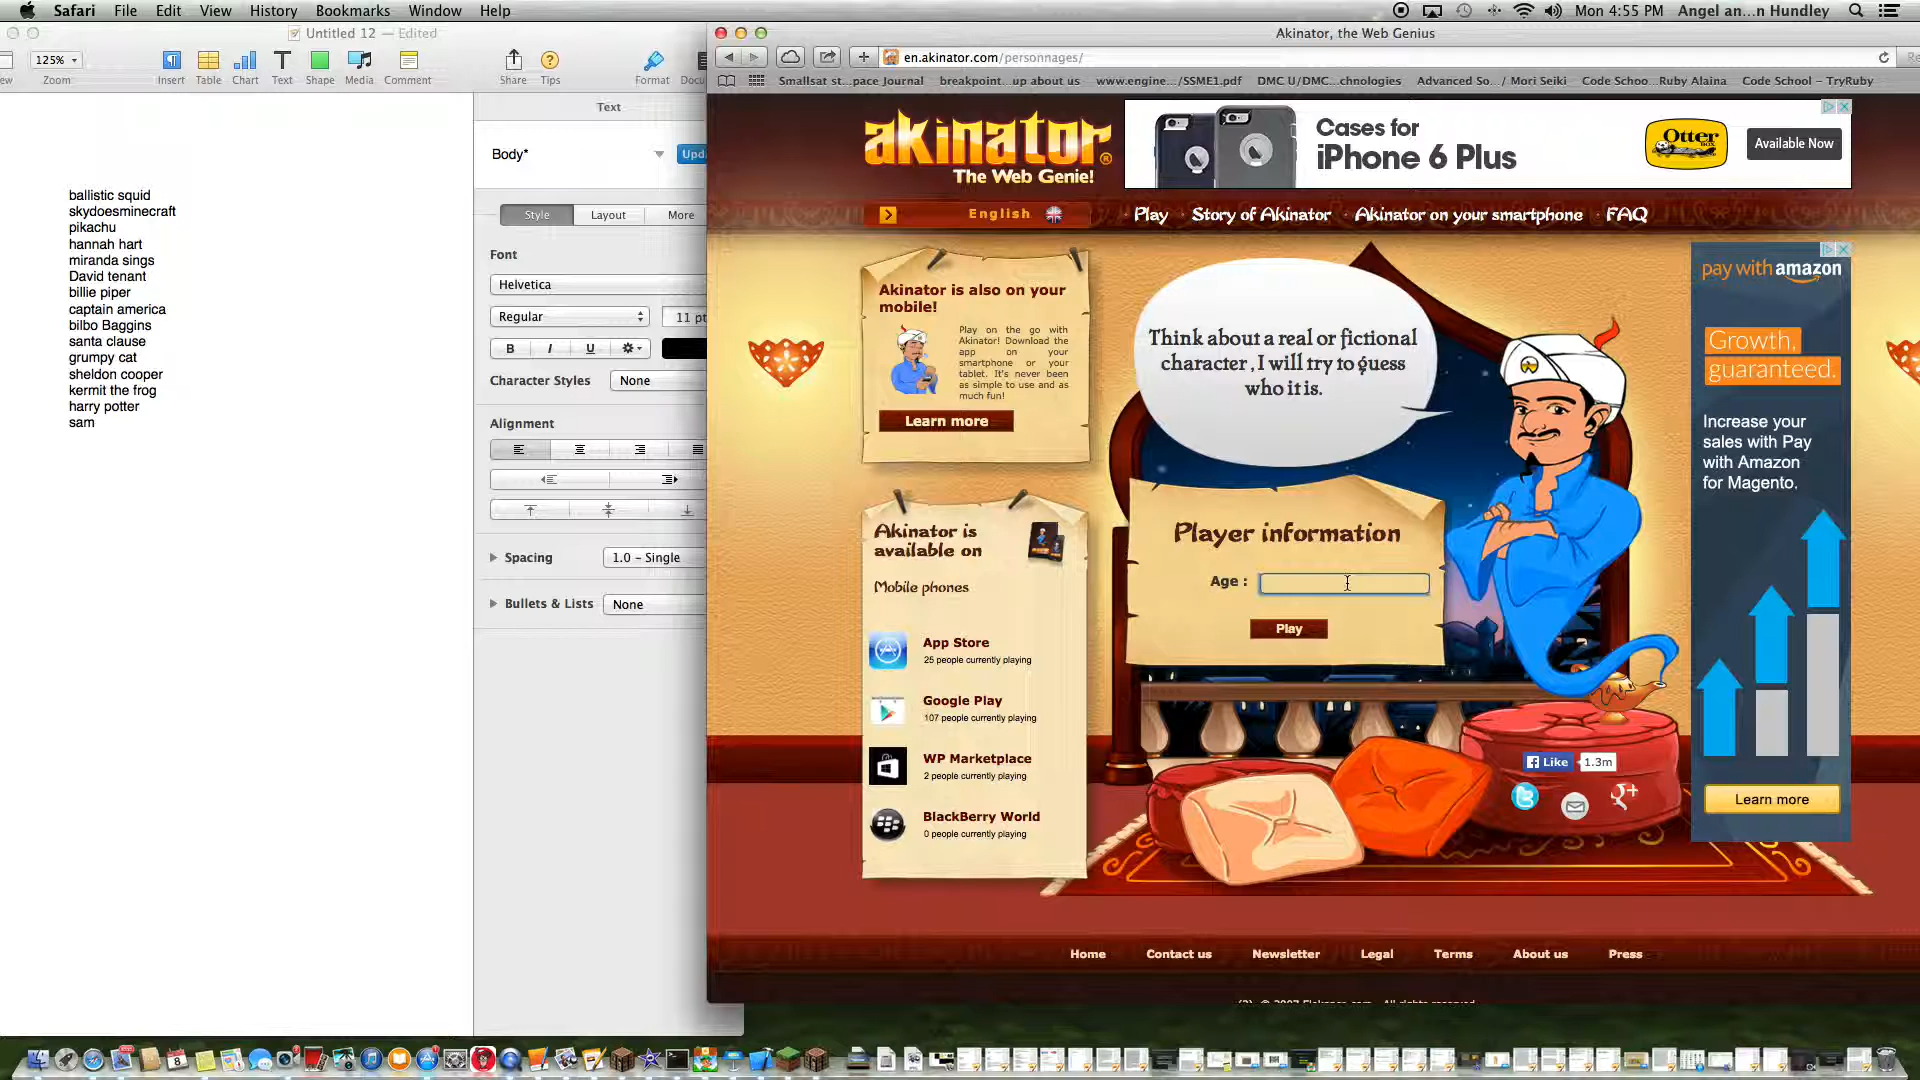 Safari File Edit View History Bookmarks Window Help
Mon 4:55 PM Angel an...n Hundley
Untitled 12 — Edited
125%
Zoom
Insert Table Chart Text Shape Media Comment Share Tips Format
Text
Body*
Style Layout More
Font
Helvetica
Regular 11 pt
B I U
Character Styles None
Alignment
Spacing 1.0 - Single
Bullets & Lists None
ballistic squid
skydoesminecraft
pikachu
hannah hart
miranda sings
David tenant
billie piper
captain america
bilbo Baggins
santa clause
grumpy cat
sheldon cooper
kermit the frog
harry potter
sam
Akinator, the Web Genius
en.akinator.com/personnages/
Smallsat st...pace Journal breakpoint...up about us www.engine.../SSME1.pdf DMC U/DMC...chnologies Advanced So... / Mori Seiki Code Schoo...Ruby Alaina Code School - TryRuby
akinator®
The Web Genie!
Cases for
iPhone 6 Plus
Otter
BOX
Available Now
English
Play · Story of Akinator · Akinator on your smartphone · FAQ
Akinator is also on your
mobile!
Play on the go with
Akinator! Download the
app on your
smartphone or your
tablet. It's never been
as simple to use and as
much fun!
Learn more
Akinator is
available on
Mobile phones
App Store
25 people currently playing
Google Play
107 people currently playing
WP Marketplace
2 people currently playing
BlackBerry World
0 people currently playing
Think about a real or fictional
character , I will try to guess
who it is.
Player information
Age :
Play
Like 1.3m
pay with amazon
Growth,
guaranteed.
Increase your
sales with Pay
with Amazon
for Magento.
Learn more
Home Contact us Newsletter Legal Terms About us Press